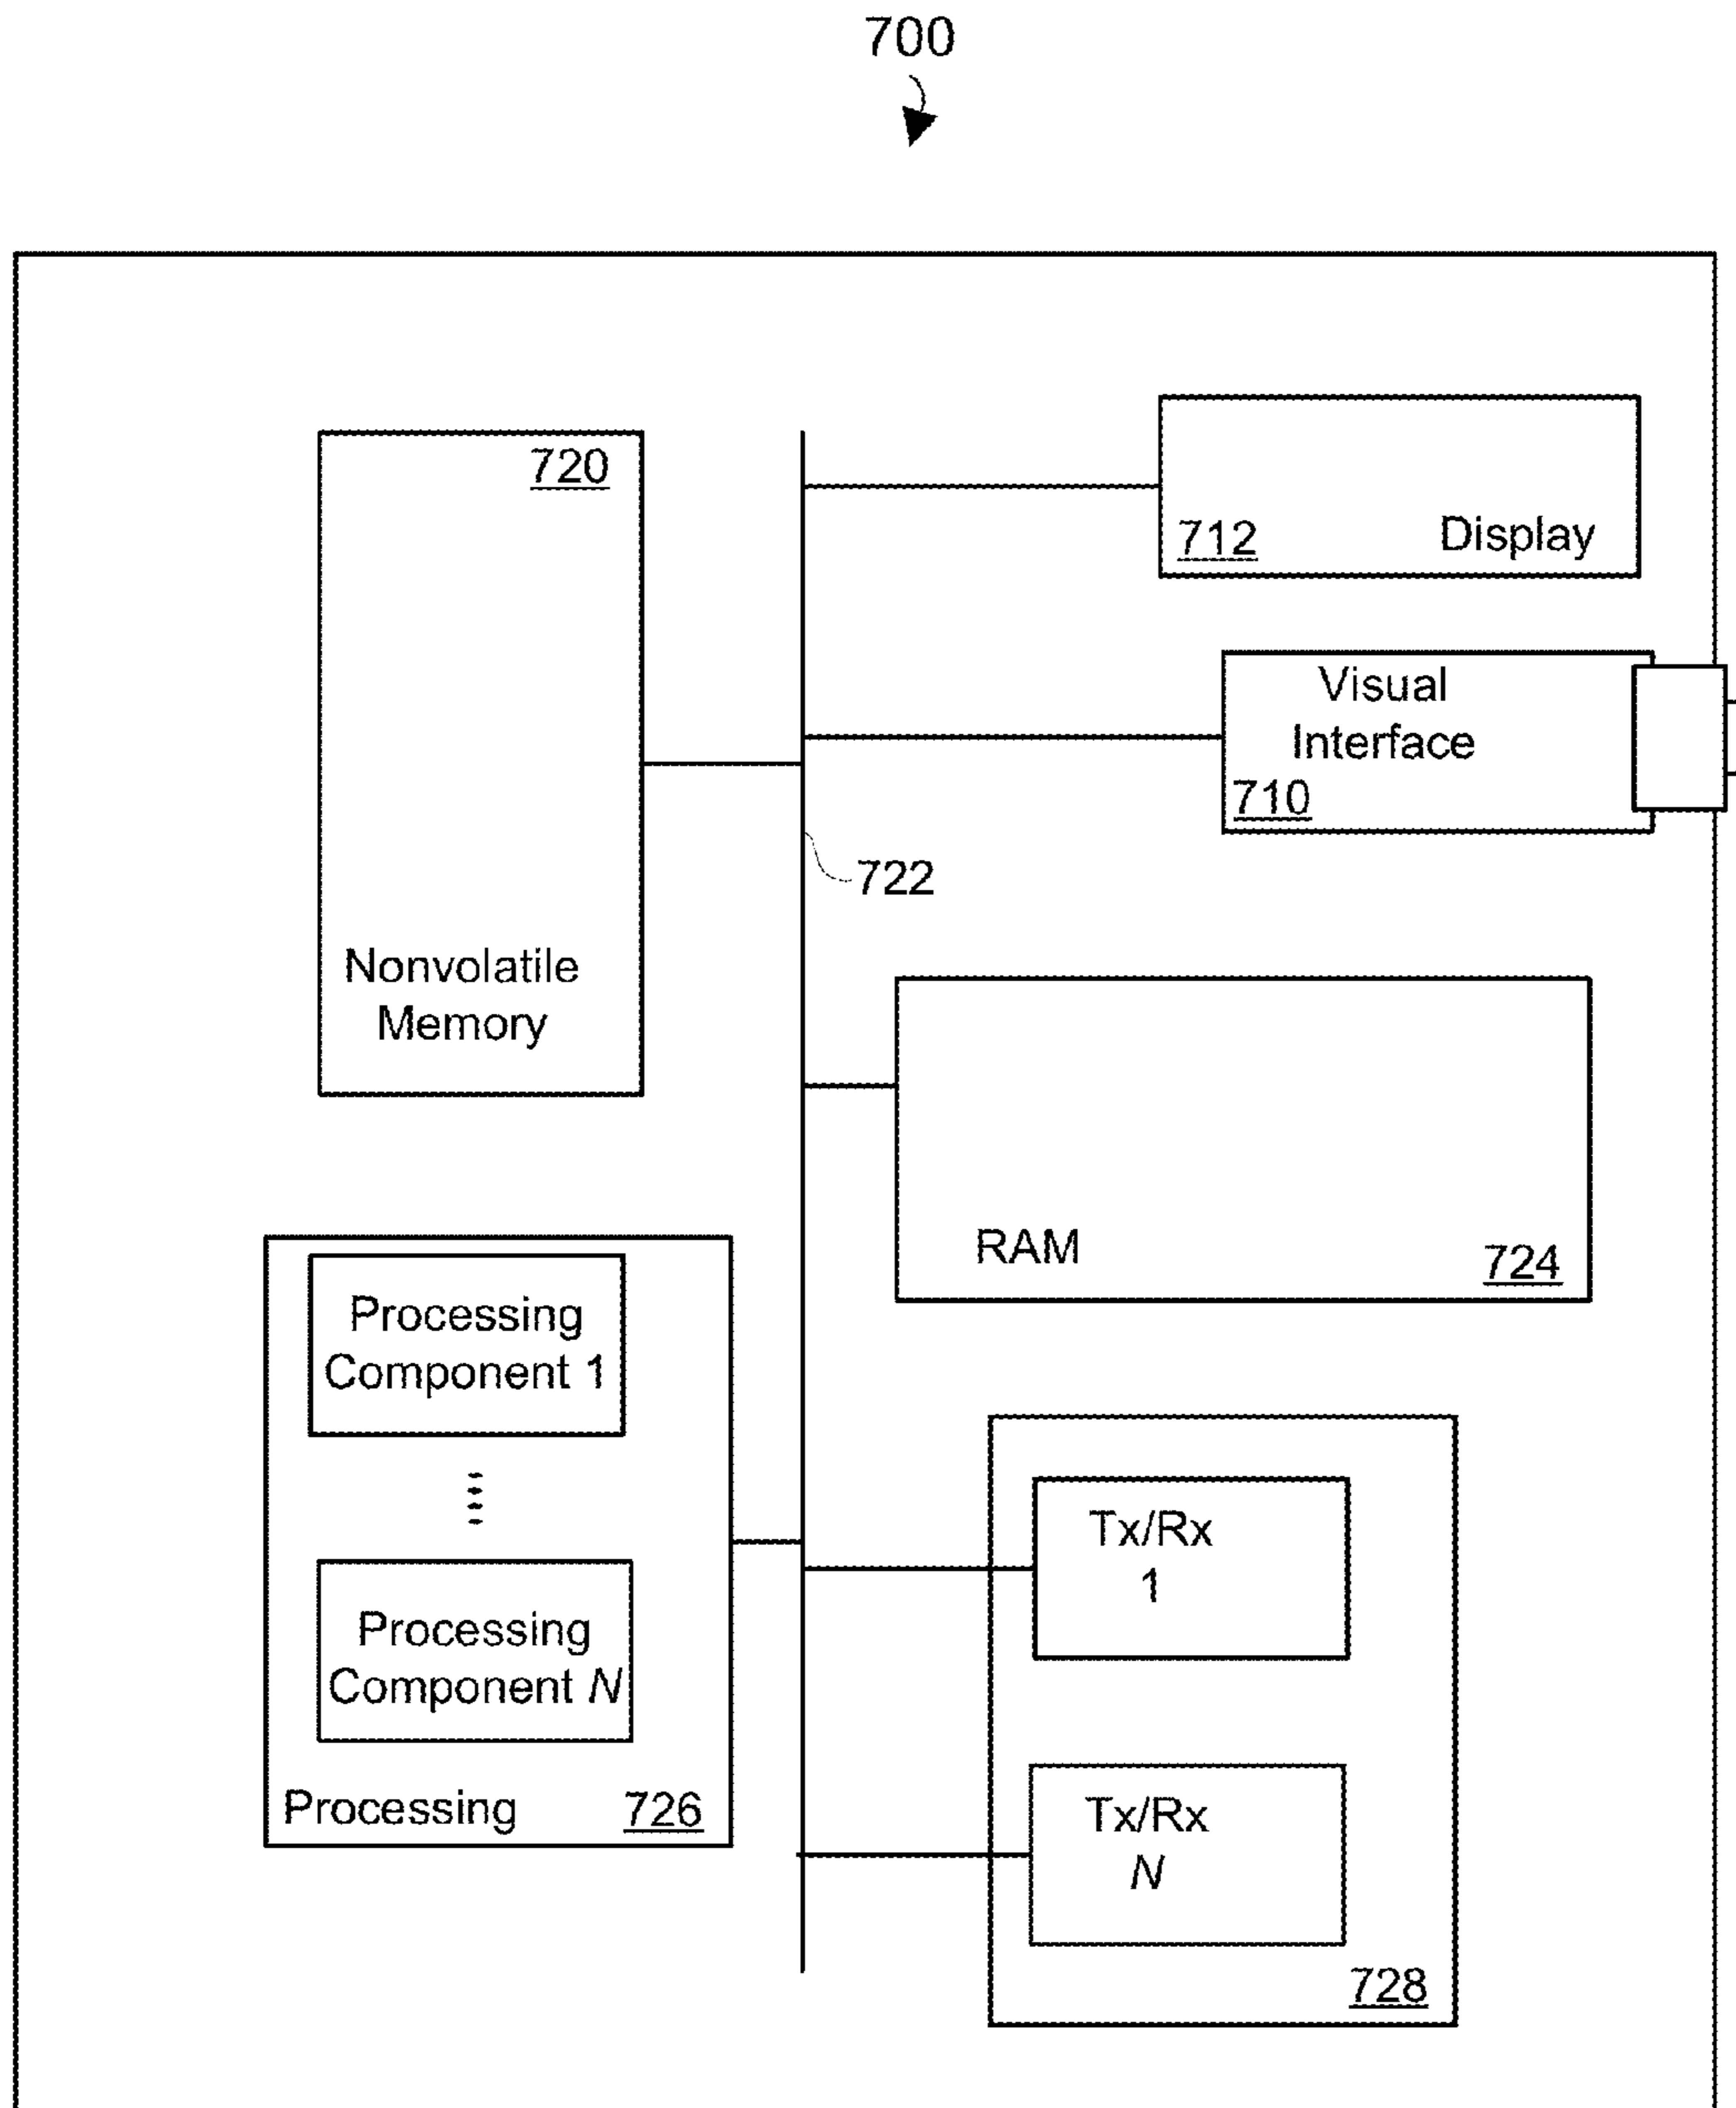 700
720
712
Display
Visual
Interface
710
722
Nonvolatile
Memory
RAM
724
Processing
Component 1
Processing
Component N
Processing
726
Tx/Rx
1
Tx/Rx
N
728